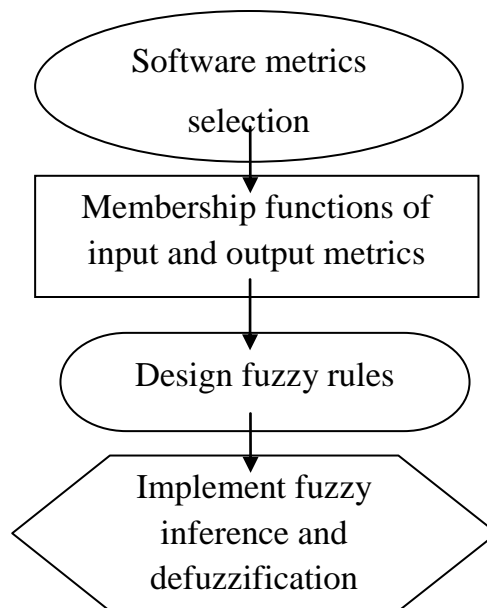 Software metrics
selection
Membership functions of
input and output metrics
Design fuzzy rules
Implement fuzzy
inference and
defuzzification